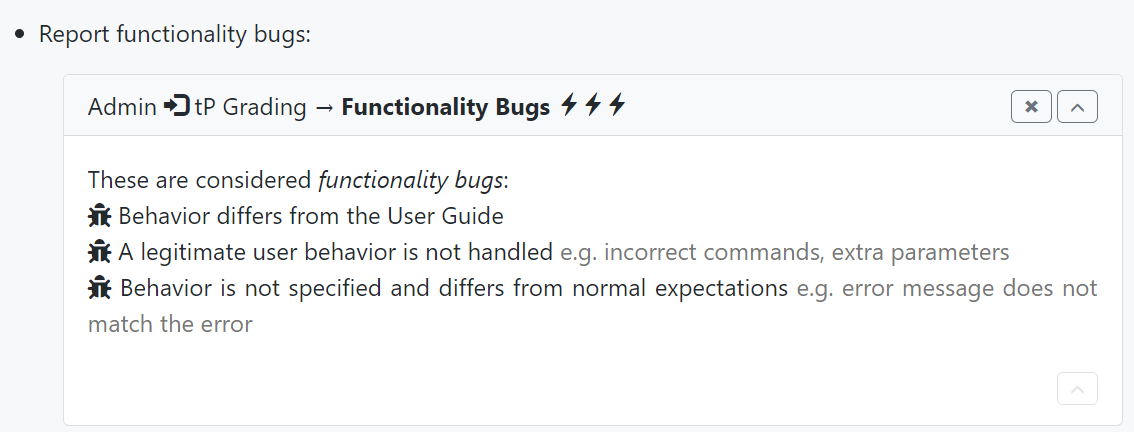 Report functionality bugs:
Admin tP Grading → Functionality Bugs
These are considered functionality bugs:
Behavior differs from the User Guide
A legitimate user behavior is not handled e.g. incorrect commands, extra parameters
Behavior is not specified and differs from normal expectations e.g. error message does not
match the error